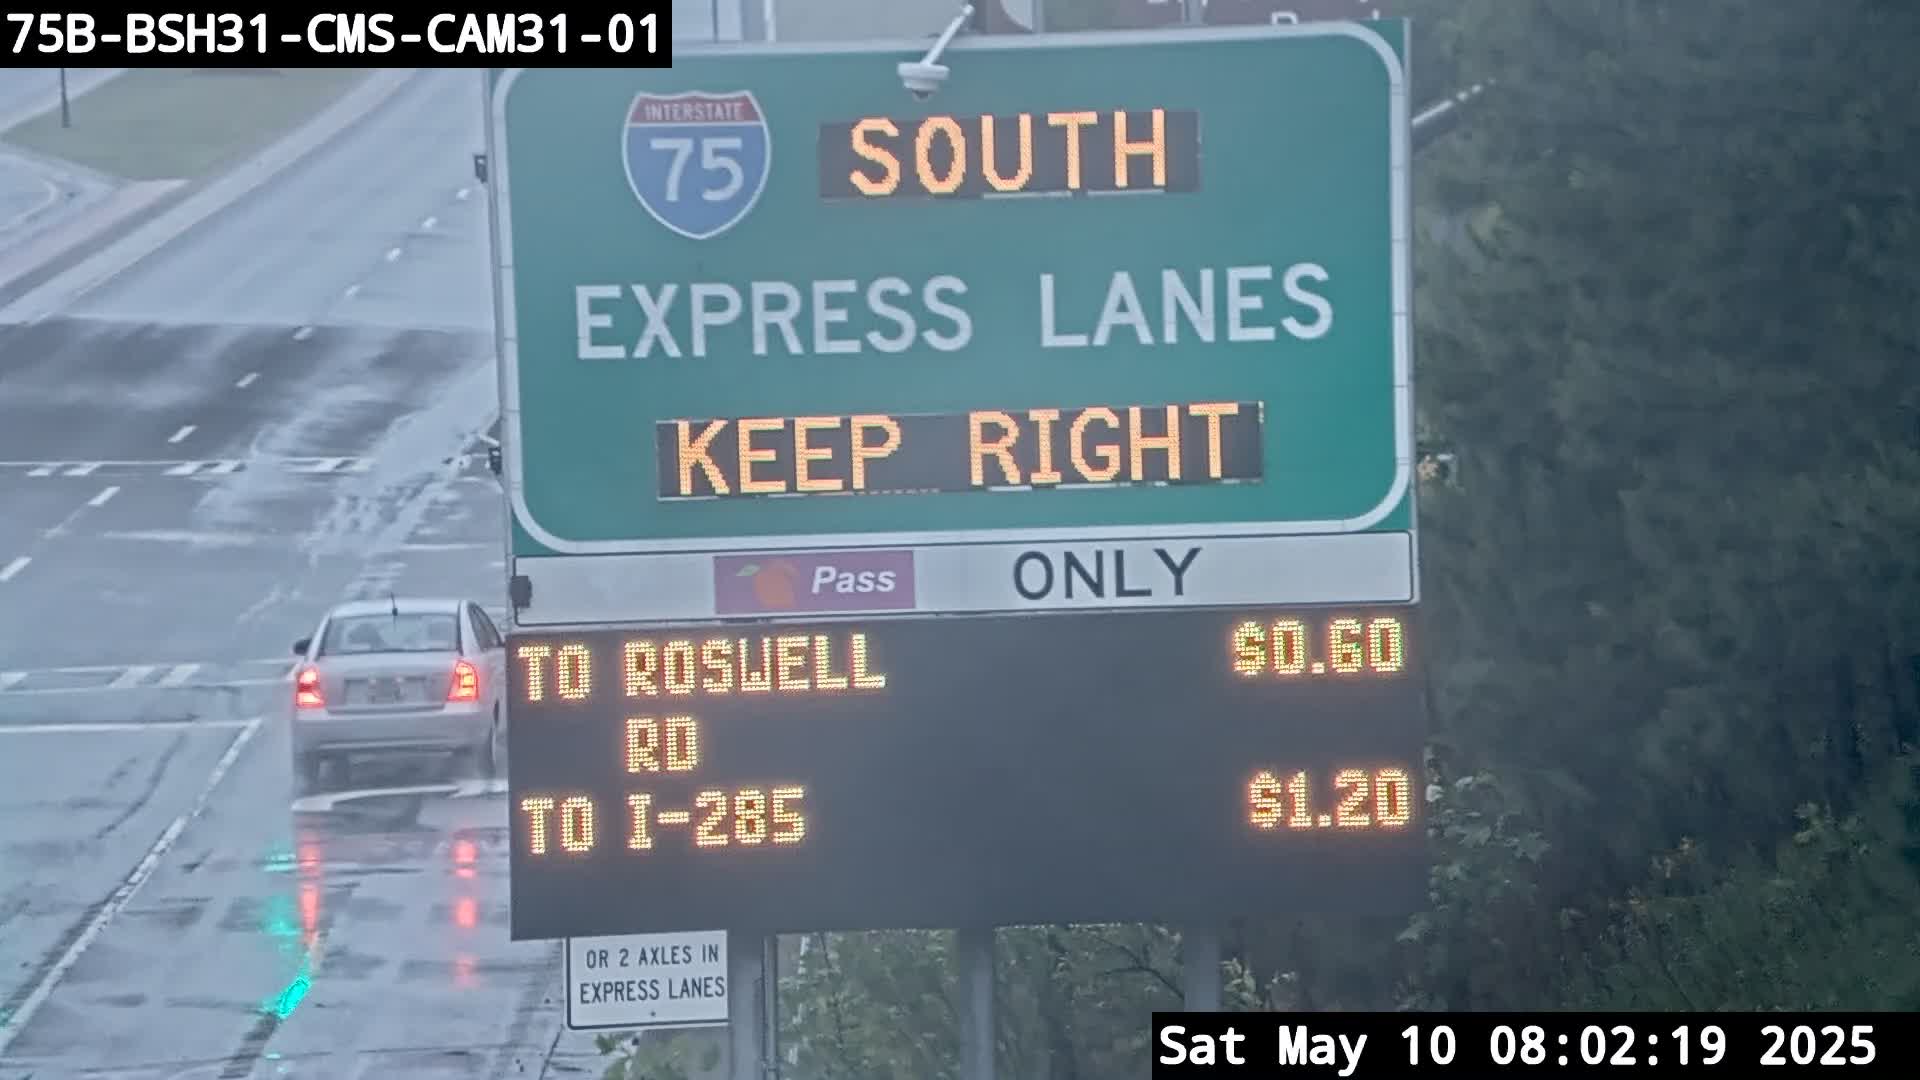 75B-BSH31-CMS-CAM31-01
INTERSTATE
75
SOUTH
EXPRESS LANES
KEEP RIGHT
Pass
ONLY
TO ROSWELL $0.60
RD
TO I-285 $1.20
OR 2 AXLES IN
EXPRESS LANES
Sat May 10 08:02:19 2025